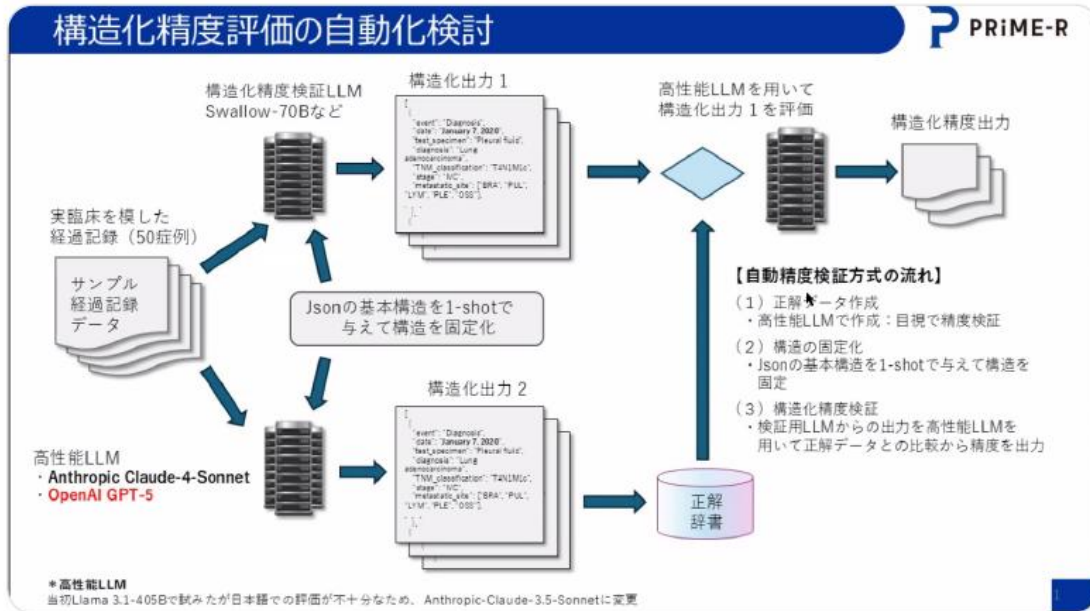 構造化精度評価の自動化検討
PRiME-R
構造化精度検証LLM
Swallow-70Bなど
構造化出力 1
[
{
"event": "Diagnosis",
"date": "January 7, 2020",
"test_specimen": "Pleural fluid",
"diagnosis": "Lung
adenocarcinoma",
"TNM_classification": "T4N1M1c",
"stage": "IVC",
"metastatic_site": ["BRA", "PUL",
"LYM", "PLE", "OSS"],
高性能LLMを用いて
構造化出力 1 を評価
構造化精度出力
実臨床を模した
経過記録（50症例）
サンプル
経過記録
データ
Jsonの基本構造を1-shotで
与えて構造を固定化
【自動精度検証方式の流れ】
（1）正解データ作成
・高性能LLMで作成：目視で精度検証
（2）構造の固定化
・Jsonの基本構造を1-shotで与えて構造を
固定
（3）構造化精度検証
・検証用LLMからの出力を高性能LLMを
用いて正解データとの比較から精度を出力
構造化出力 2
[
{
"event": "Diagnosis",
"date": "January 7, 2020",
"test_specimen": "Pleural fluid",
"diagnosis": "Lung
adenocarcinoma",
"TNM_classification": "T4N1M1c",
"stage": "IVC",
"metastatic_site": ["BRA", "PUL",
"LYM", "PLE", "OSS"],
高性能LLM
・Anthropic Claude-4-Sonnet
・OpenAI GPT-5
正解
辞書
＊高性能LLM
当初Llama 3.1-405Bで試みたが日本語での評価が不十分なため、Anthropic-Claude-3.5-Sonnetに変更
1